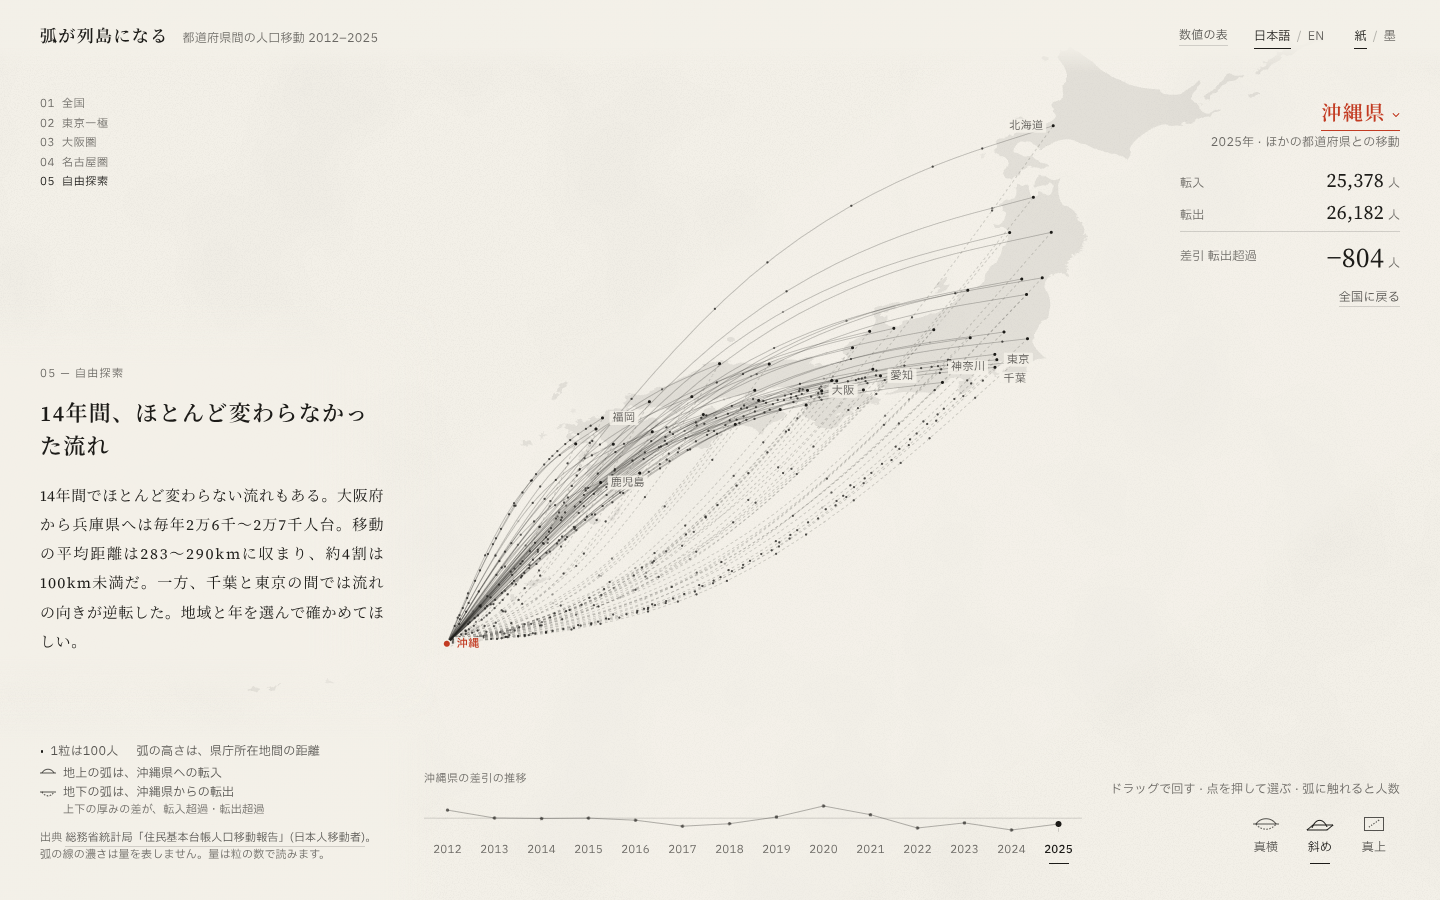 弧が列島になる 都道府県間の人口移動 2012–2025
数値の表 日本語 / EN 紙 / 墨
01 全国
02 東京一極
03 大阪圏
04 名古屋圏
05 自由探索
沖縄県
2025年・ほかの都道府県との移動
転入 25,378 人
転出 26,182 人
差引 転出超過 −804 人
全国に戻る
北海道
東京
神奈川
千葉
愛知
大阪
福岡
鹿児島
沖縄
05 — 自由探索
14年間、ほとんど変わらなかっ
た流れ
14年間でほとんど変わらない流れもある。大阪府
から兵庫県へは毎年2万6千〜2万7千人台。移動
の平均距離は283〜290kmに収まり、約4割は
100km未満だ。一方、千葉と東京の間では流れ
の向きが逆転した。地域と年を選んで確かめてほ
しい。
1粒は100人 弧の高さは、県庁所在地間の距離
地上の弧は、沖縄県への転入
地下の弧は、沖縄県からの転出
上下の厚みの差が、転入超過・転出超過
出典 総務省統計局「住民基本台帳人口移動報告」(日本人移動者)。
弧の線の濃さは量を表しません。量は粒の数で読みます。
沖縄県の差引の推移
2012 2013 2014 2015 2016 2017 2018 2019 2020 2021 2022 2023 2024 2025
ドラッグで回す・点を押して選ぶ・弧に触れると人数
真横 斜め 真上